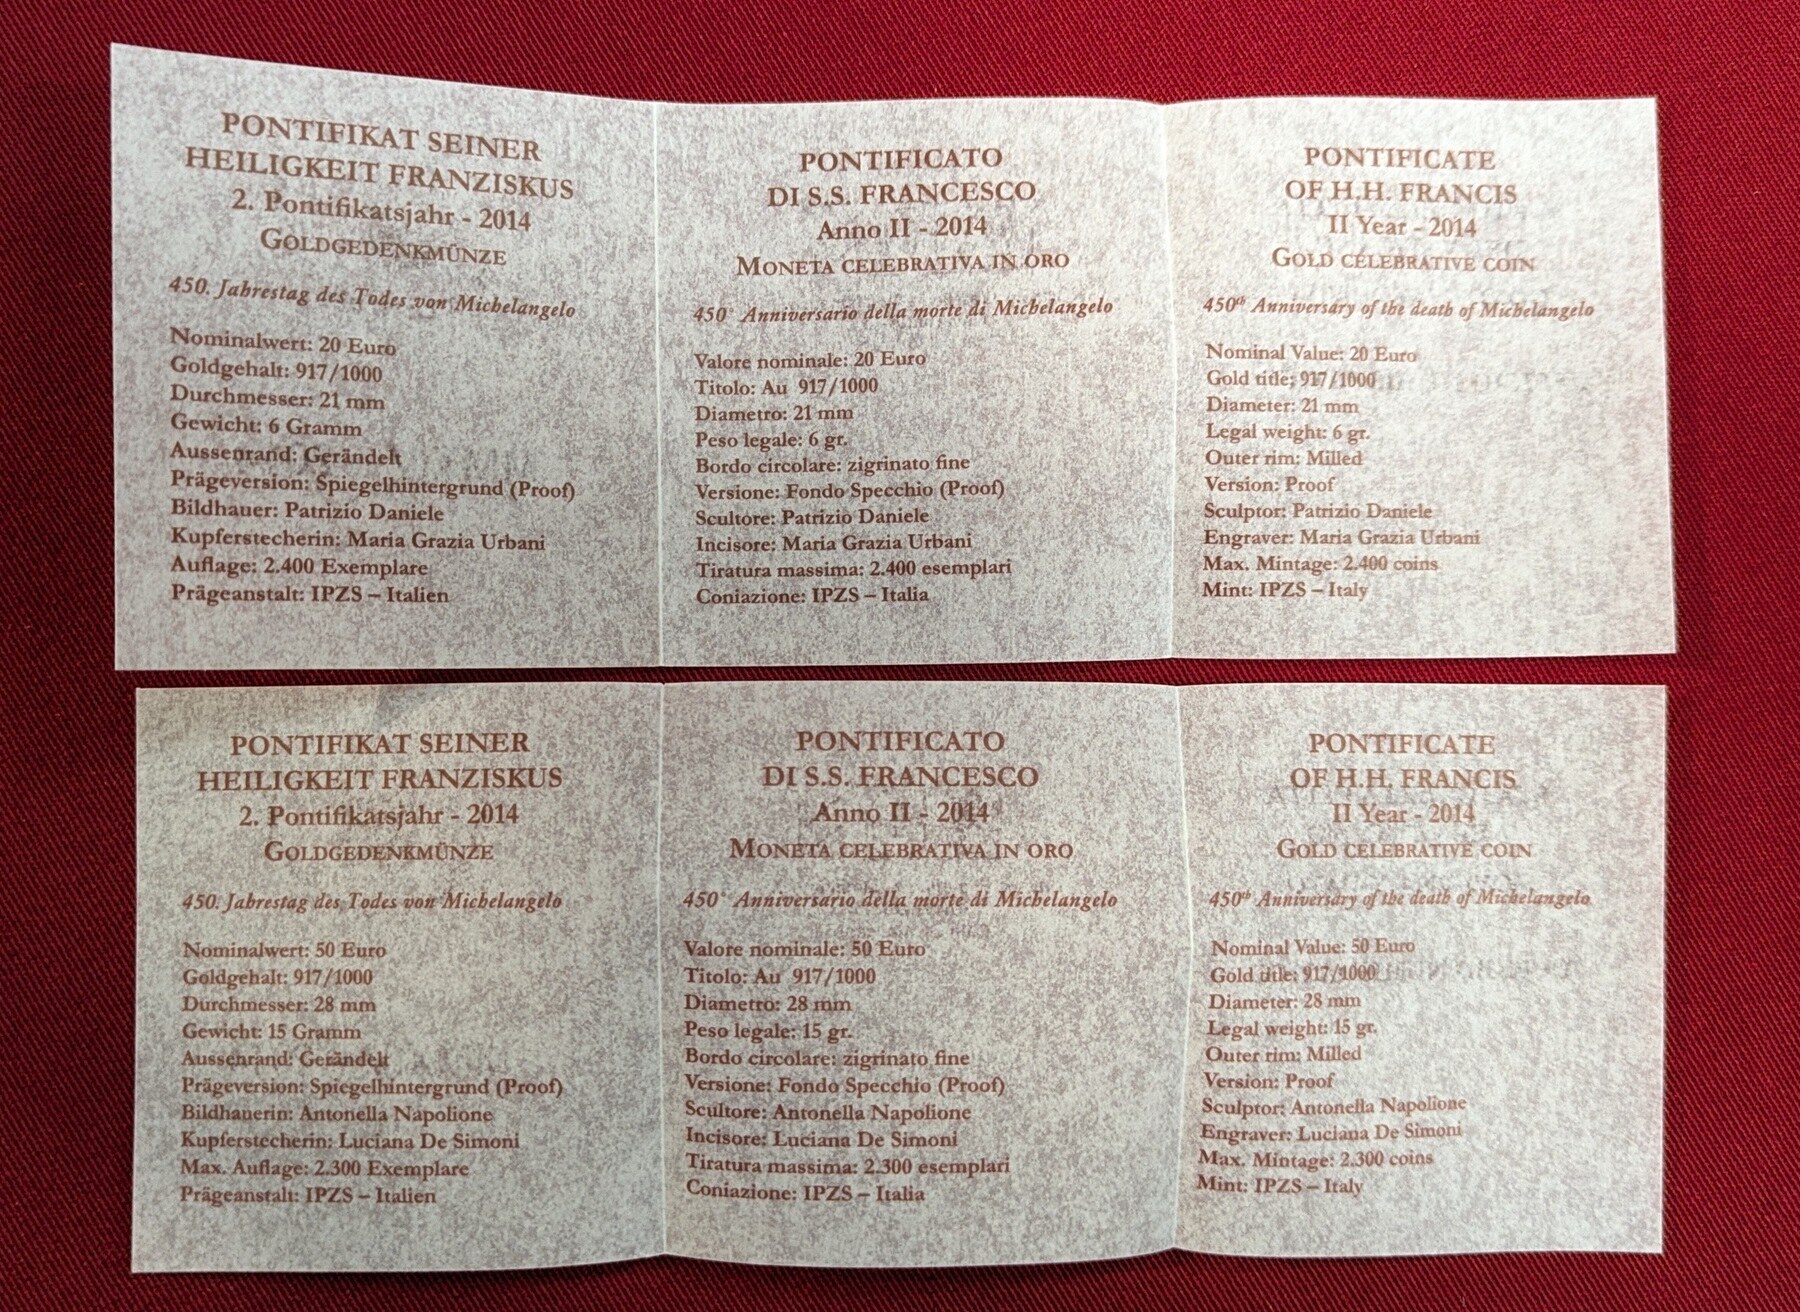 PONTIFIKAT SEINER
HEILIGKEIT FRANZISKUS
2. Pontifikatsjahr - 2014
GOLDGEDENKMÜNZE
450. Jahrestag des Todes von Michelangelo
Nominalwert: 20 Euro
Goldgehalt: 917/1000
Durchmesser: 21 mm
Gewicht: 6 Gramm
Aussenrand: Gerändelt
Prägeversion: Spiegelhintergrund (Proof)
Bildhauer: Patrizio Daniele
Kupferstecherin: Maria Grazia Urbani
Auflage: 2.400 Exemplare
Prägeanstalt: IPZS – Italien
PONTIFICATO
DI S.S. FRANCESCO
Anno II - 2014
MONETA CELEBRATIVA IN ORO
450° Anniversario della morte di Michelangelo
Valore nominale: 20 Euro
Titolo: Au 917/1000
Diametro: 21 mm
Peso legale: 6 gr.
Bordo circolare: zigrinato fine
Versione: Fondo Specchio (Proof)
Scultore: Patrizio Daniele
Incisore: Maria Grazia Urbani
Tiratura massima: 2.400 esemplari
Coniazione: IPZS – Italia
PONTIFICATE
OF H.H. FRANCIS
II Year - 2014
GOLD CELEBRATIVE COIN
450th Anniversary of the death of Michelangelo
Nominal Value: 20 Euro
Gold title: 917/1000
Diameter: 21 mm
Legal weight: 6 gr.
Outer rim: Milled
Version: Proof
Sculptor: Patrizio Daniele
Engraver: Maria Grazia Urbani
Max. Mintage: 2.400 coins
Mint: IPZS – Italy
PONTIFIKAT SEINER
HEILIGKEIT FRANZISKUS
2. Pontifikatsjahr - 2014
GOLDGEDENKMÜNZE
450. Jahrestag des Todes von Michelangelo
Nominalwert: 50 Euro
Goldgehalt: 917/1000
Durchmesser: 28 mm
Gewicht: 15 Gramm
Aussenrand: Gerändelt
Prägeversion: Spiegelhintergrund (Proof)
Bildhauerin: Antonella Napolione
Kupferstecherin: Luciana De Simoni
Max. Auflage: 2.300 Exemplare
Prägeanstalt: IPZS – Italien
PONTIFICATO
DI S.S. FRANCESCO
Anno II - 2014
MONETA CELEBRATIVA IN ORO
450° Anniversario della morte di Michelangelo
Valore nominale: 50 Euro
Titolo: Au 917/1000
Diametro: 28 mm
Peso legale: 15 gr.
Bordo circolare: zigrinato fine
Versione: Fondo Specchio (Proof)
Scultore: Antonella Napolione
Incisore: Luciana De Simoni
Tiratura massima: 2.300 esemplari
Coniazione: IPZS – Italia
PONTIFICATE
OF H.H. FRANCIS
II Year - 2014
GOLD CELEBRATIVE COIN
450th Anniversary of the death of Michelangelo
Nominal Value: 50 Euro
Gold title: 917/1000
Diameter: 28 mm
Legal weight: 15 gr.
Outer rim: Milled
Version: Proof
Sculptor: Antonella Napolione
Engraver: Luciana De Simoni
Max. Mintage: 2.300 coins
Mint: IPZS – Italy